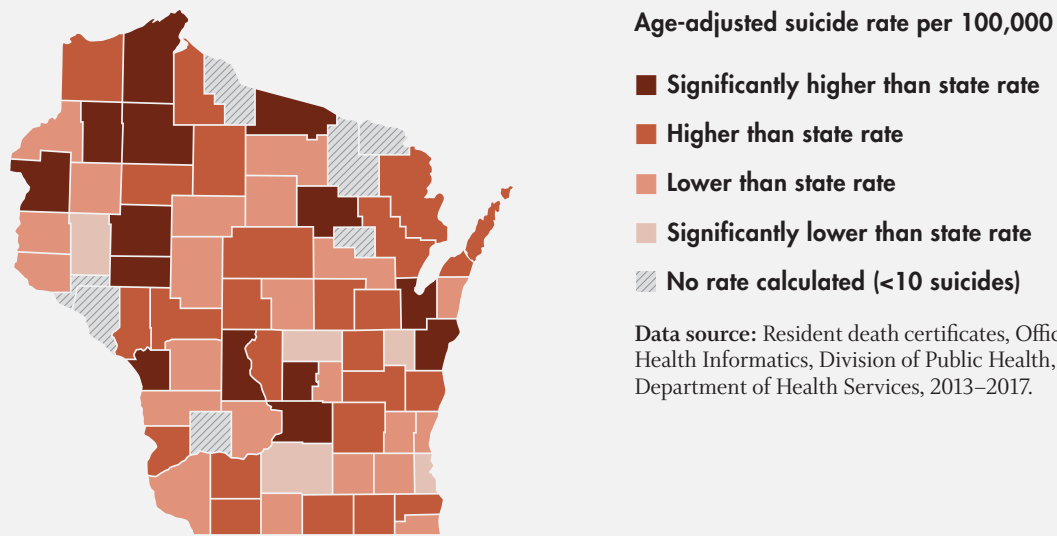 Age-adjusted suicide rate per 100,000
Significantly higher than state rate
Higher than state rate
Lower than state rate
Significantly lower than state rate
No rate calculated (<10 suicides)
Data source: Resident death certificates, Offic
Health Informatics, Division of Public Health,
Department of Health Services, 2013–2017.